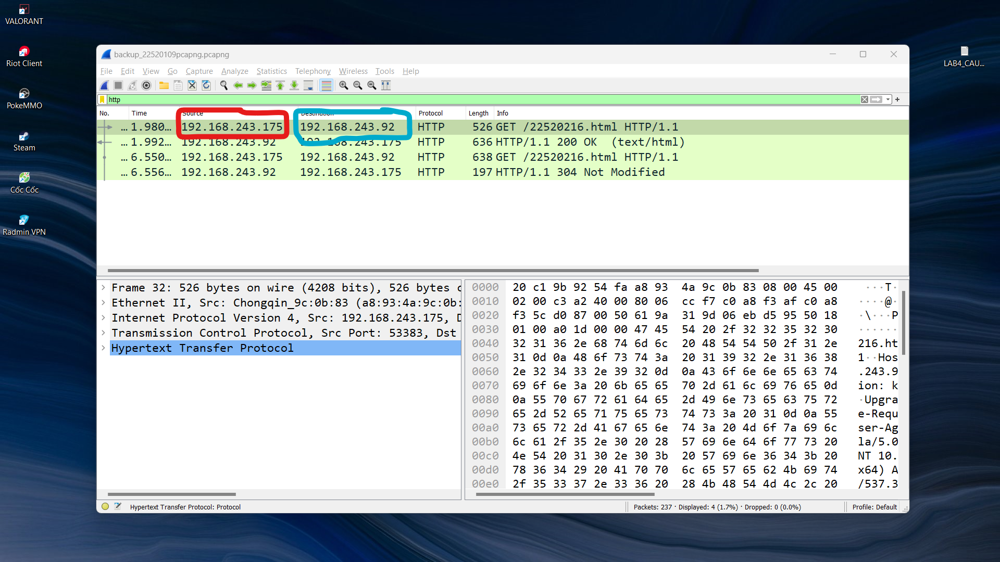 VALORANT
Riot Client
PokeMMO
Steam
Cốc Cốc
Radmin VPN
LAB4_CAU...
backup_22520109pcapng.pcapng
File Edit View Go Capture Analyze Statistics Telephony Wireless Tools Help
http
No. Time Source Destination Protocol Length Info
... 1.980... 192.168.243.175 192.168.243.92 HTTP 526 GET /22520216.html HTTP/1.1
... 1.992... 192.168.243.92 192.168.243.175 HTTP 636 HTTP/1.1 200 OK (text/html)
... 6.550... 192.168.243.175 192.168.243.92 HTTP 638 GET /22520216.html HTTP/1.1
... 6.556... 192.168.243.92 192.168.243.175 HTTP 197 HTTP/1.1 304 Not Modified
Frame 32: 526 bytes on wire (4208 bits), 526 bytes c
Ethernet II, Src: Chongqin_9c:0b:83 (a8:93:4a:9c:0b:
Internet Protocol Version 4, Src: 192.168.243.175, D
Transmission Control Protocol, Src Port: 53383, Dst
Hypertext Transfer Protocol
0000 20 c1 9b 92 54 fa a8 93 4a 9c 0b 83 08 00 45 00 ···T·
0010 02 00 c3 a2 40 00 80 06 cc f7 c0 a8 f3 af c0 a8 ····@·
0020 f3 5c d0 87 00 50 61 9a 31 9d 06 eb d5 95 50 18 ·\···P
0030 01 00 a0 1d 00 00 47 45 54 20 2f 32 32 35 32 30 ······
0040 32 31 36 2e 68 74 6d 6c 20 48 54 54 50 2f 31 2e 216.ht
0050 31 0d 0a 48 6f 73 74 3a 20 31 39 32 2e 31 36 38 1··Hos
0060 2e 32 34 33 2e 39 32 0d 0a 43 6f 6e 6e 65 63 74 .243.9
0070 69 6f 6e 3a 20 6b 65 65 70 2d 61 6c 69 76 65 0d ion: k
0080 0a 55 70 67 72 61 64 65 2d 49 6e 73 65 63 75 72 ·Upgra
0090 65 2d 52 65 71 75 65 73 74 73 3a 20 31 0d 0a 55 e-Requ
00a0 73 65 72 2d 41 67 65 6e 74 3a 20 4d 6f 7a 69 6c ser-Ag
00b0 6c 61 2f 35 2e 30 20 28 57 69 6e 64 6f 77 73 20 la/5.0
00c0 4e 54 20 31 30 2e 30 3b 20 57 69 6e 36 34 3b 20 NT 10.
00d0 78 36 34 29 20 41 70 70 6c 65 57 65 62 4b 69 74 x64) A
00e0 2f 35 33 37 2e 33 36 20 28 4b 48 54 4d 4c 2c 20 /537.3
Hypertext Transfer Protocol: Protocol
Packets: 237 · Displayed: 4 (1.7%) · Dropped: 0 (0.0%)
Profile: Default